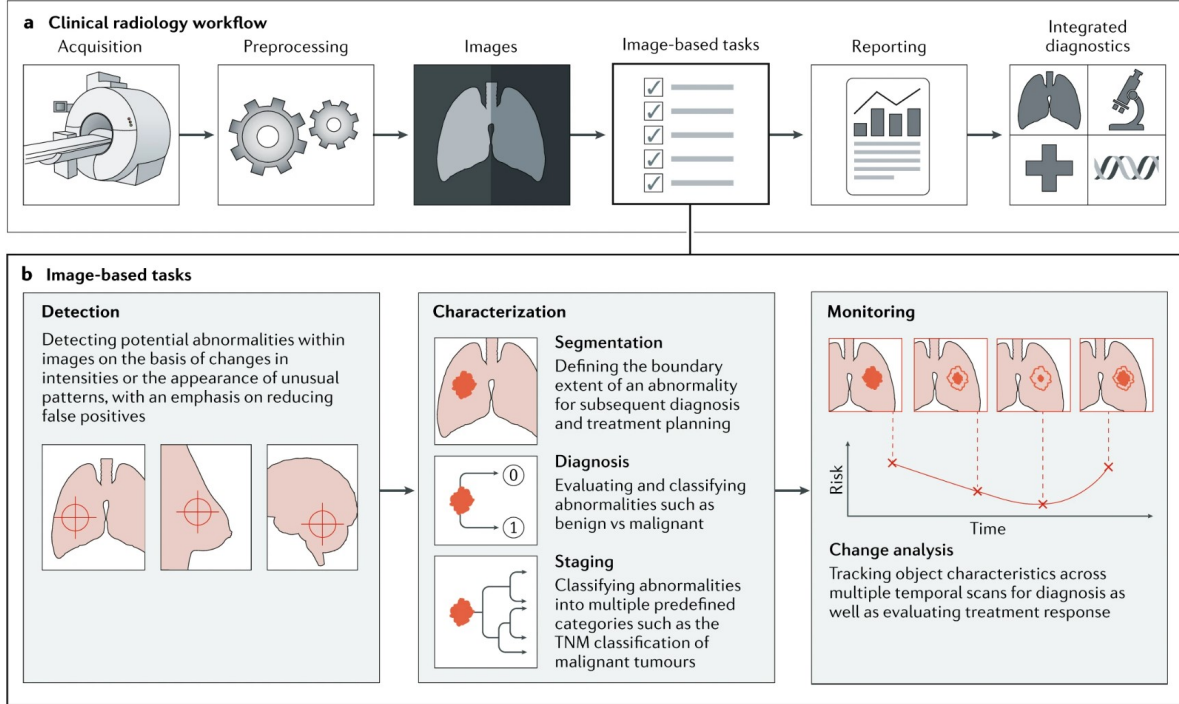 a Clinical radiology workflow
Acquisition
Preprocessing
Images
Image-based tasks
Reporting
Integrated
diagnostics
b Image-based tasks
Detection
Detecting potential abnormalities within
images on the basis of changes in
intensities or the appearance of unusual
patterns, with an emphasis on reducing
false positives
Characterization
Segmentation
Defining the boundary
extent of an abnormality
for subsequent diagnosis
and treatment planning
0
1
Diagnosis
Evaluating and classifying
abnormalities such as
benign vs malignant
Staging
Classifying abnormalities
into multiple predefined
categories such as the
TNM classification of
malignant tumours
Monitoring
Risk
Time
Change analysis
Tracking object characteristics across
multiple temporal scans for diagnosis as
well as evaluating treatment response